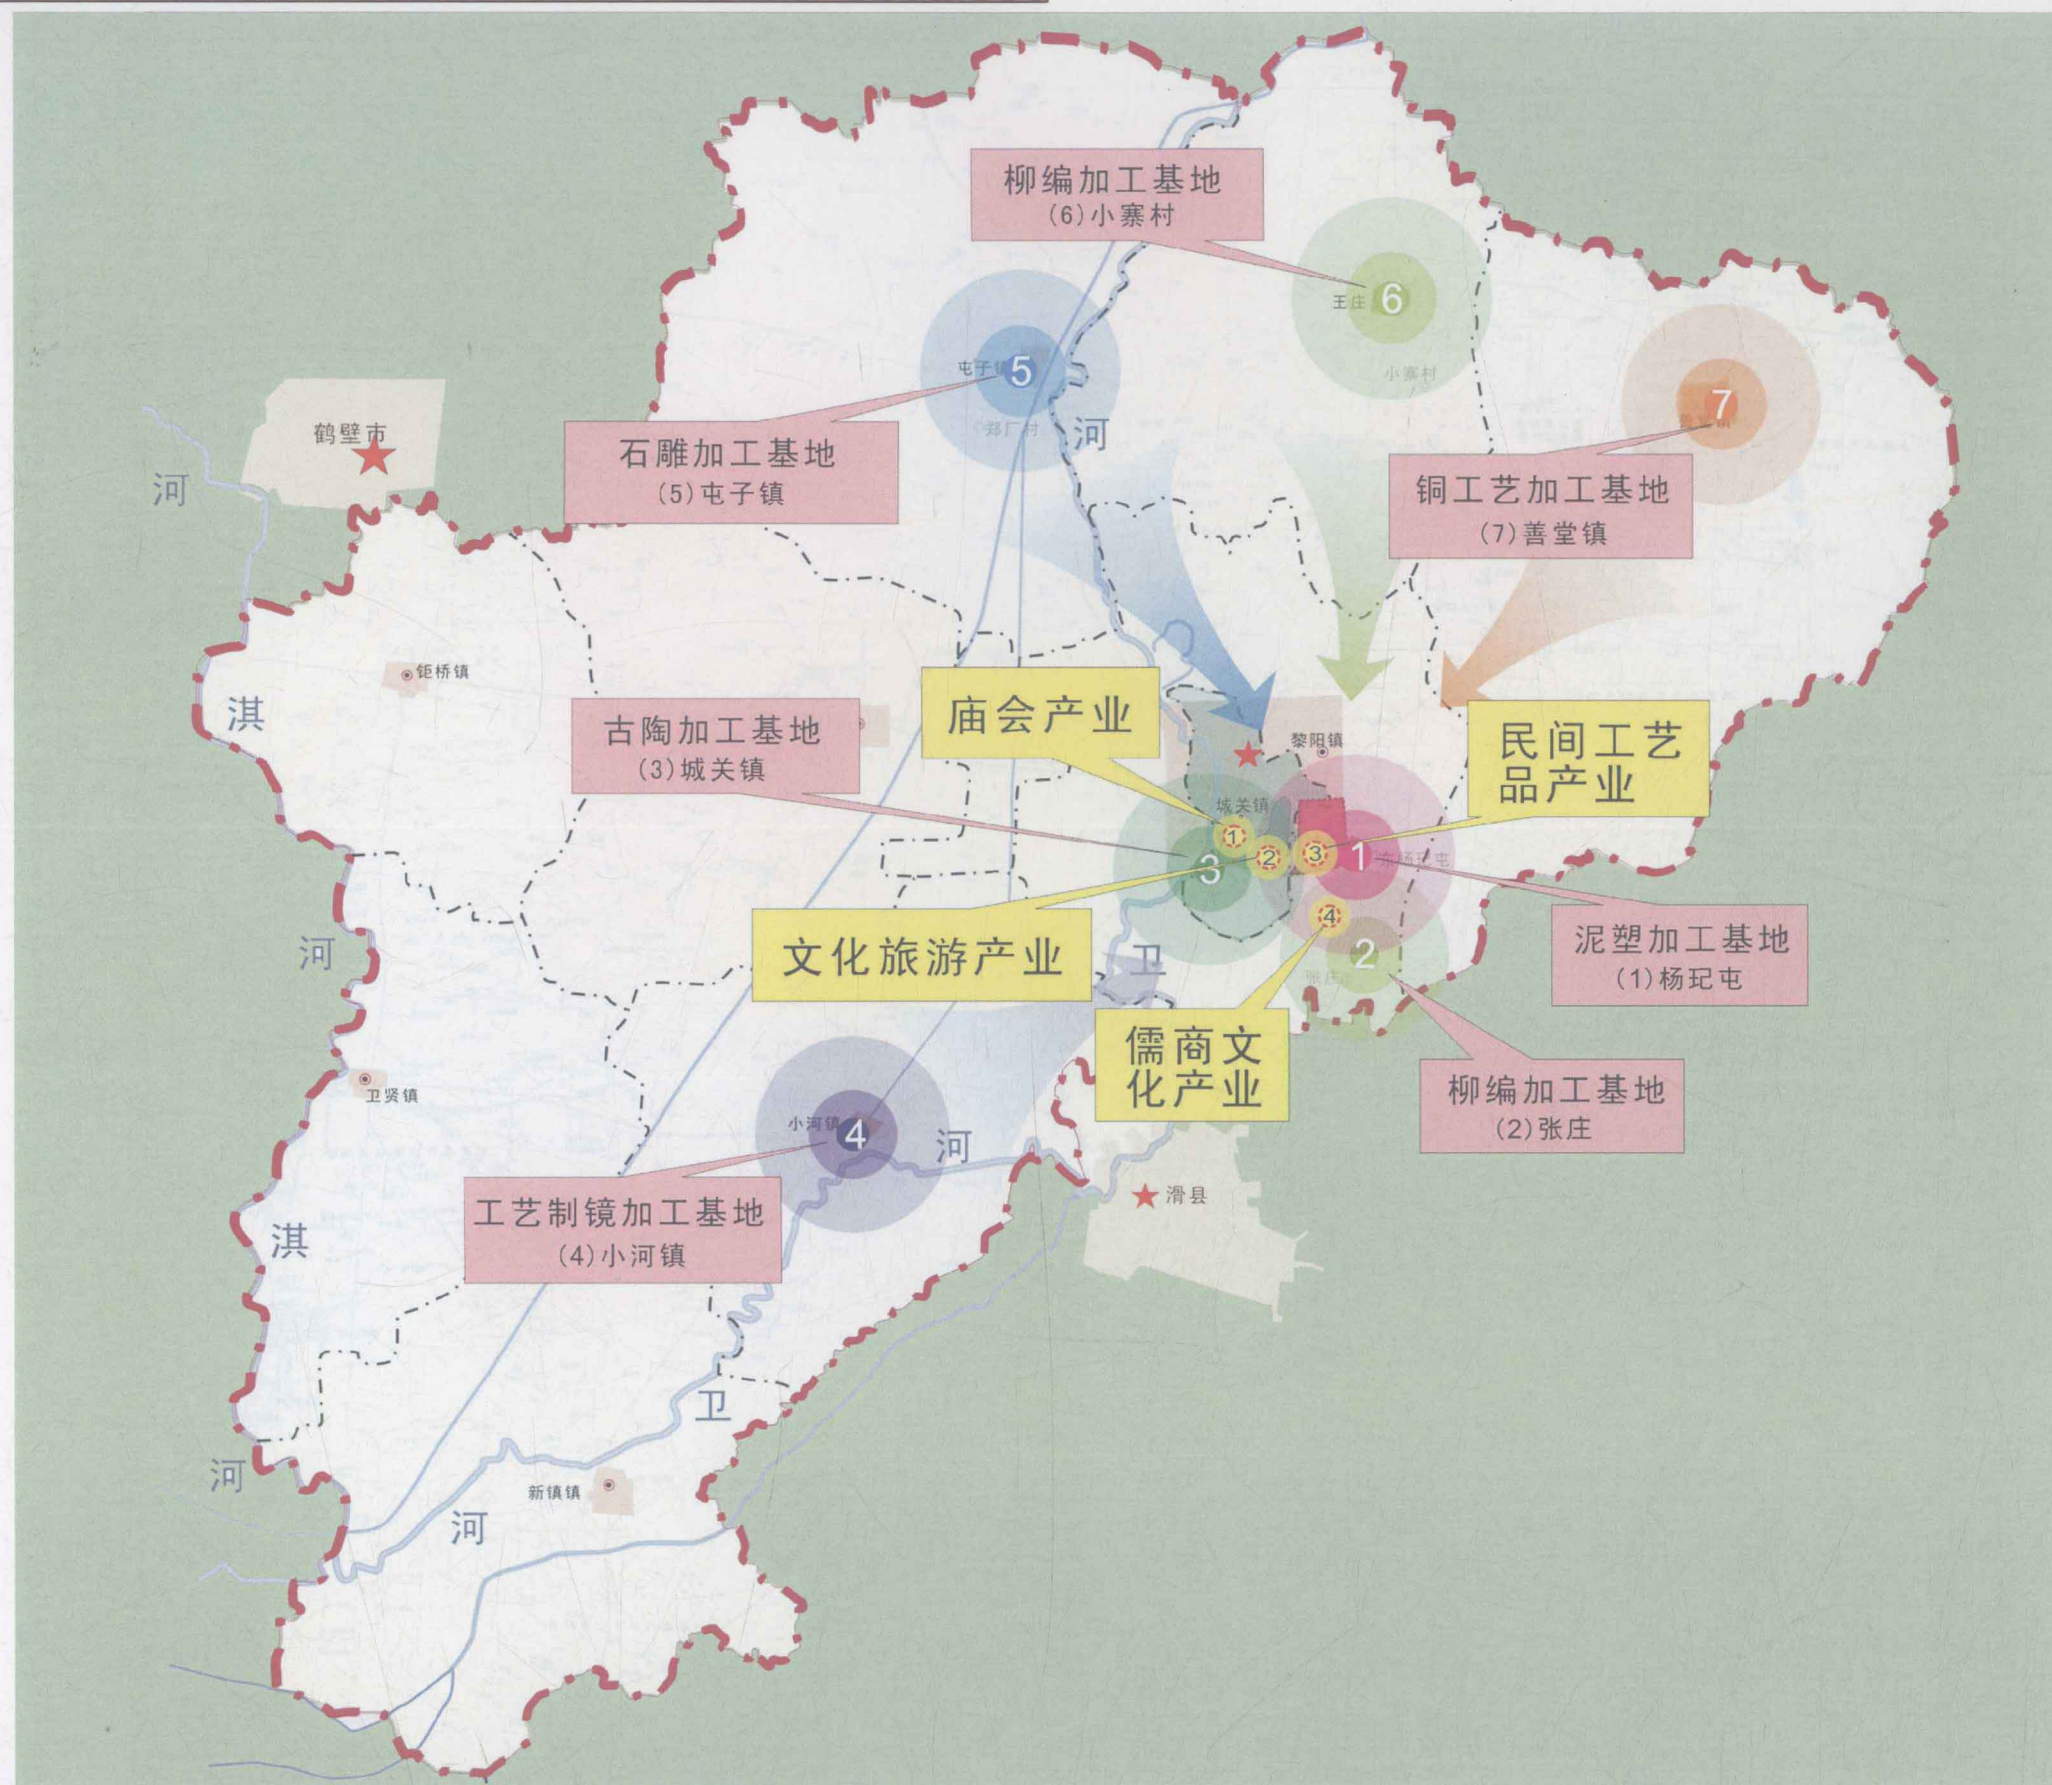 柳编加工基地
(6)小寨村
王庄
6
小寨村
屯子镇
5
郑厂村
河
7
鹤壁市
河
石雕加工基地
(5)屯子镇
铜工艺加工基地
(7)善堂镇
钜桥镇
淇
古陶加工基地
(3)城关镇
庙会产业
黎阳镇
民间工艺
品产业
城关镇
1
2
3
3
1
4
2
张庄
河
文化旅游产业
卫
泥塑加工基地
(1)杨玘屯
儒商文
化产业
柳编加工基地
(2)张庄
卫贤镇
小河镇
4
河
滑县
工艺制镜加工基地
(4)小河镇
淇
卫
河
新镇镇
河